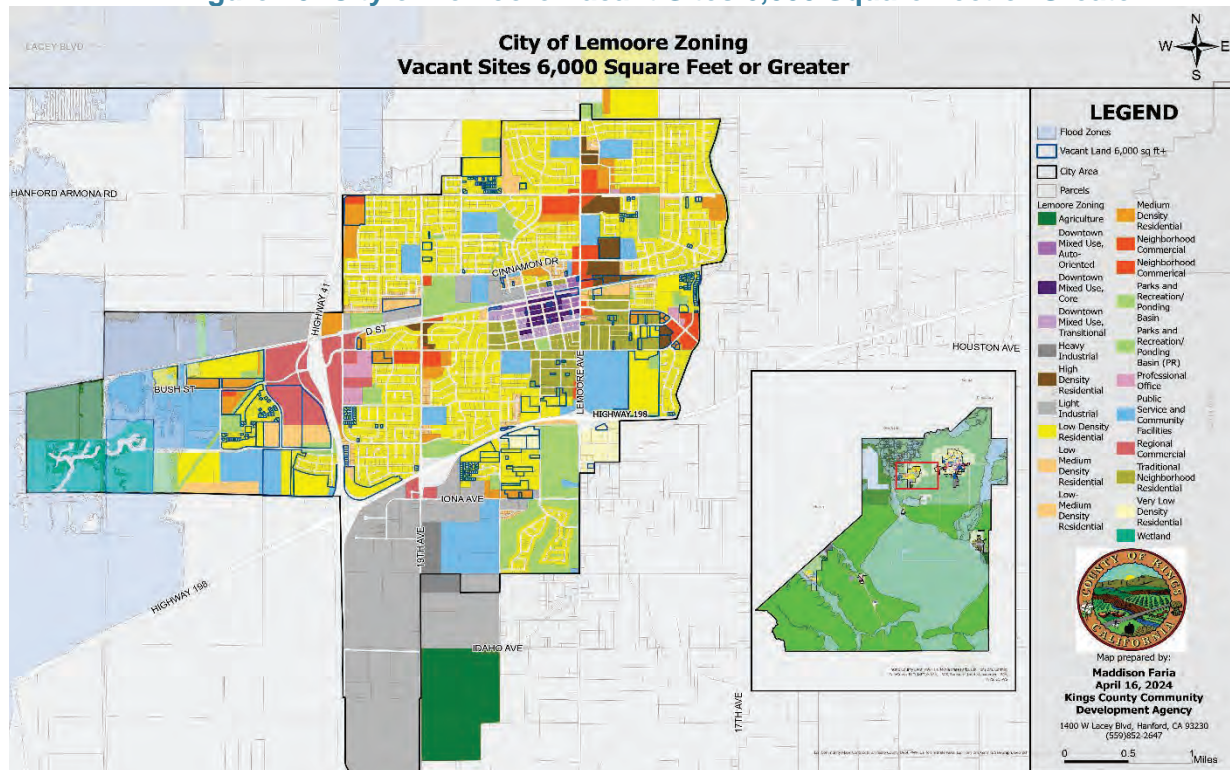 City of Lemoore Zoning
Vacant Sites 6,000 Square Feet or Greater
N
W
E
S
LACEY BLVD
HANFORD ARMONA RD
CINNAMON DR
HIGHWAY 41
D ST
BUSH ST
LEMOORE AVE
HOUSTON AVE
HIGHWAY 198
IONA AVE
19TH AVE
HIGHWAY 198
IDAHO AVE
17TH AVE
LEGEND
Flood Zones
Vacant Land 6,000 sq ft+
City Area
Parcels
Lemoore Zoning
Agriculture
Downtown
Mixed Use,
Auto-
Oriented
Downtown
Mixed Use,
Core
Downtown
Mixed Use,
Transitional
Heavy
Industrial
High
Density
Residential
Light
Industrial
Low Density
Residential
Low
Medium
Density
Residential
Low-
Medium
Density
Residential
Medium
Density
Residential
Neighborhood
Commercial
Neighborhood
Commerical
Parks and
Recreation/
Ponding
Basin
Parks and
Recreation/
Ponding
Basin (PR)
Professional
Office
Public
Service and
Community
Facilities
Regional
Commercial
Traditional
Neighborhood
Residential
Very Low
Density
Residential
Wetland
COUNTY OF KINGS
CALIFORNIA
Map prepared by:
Maddison Faria
April 16, 2024
Kings County Community
Development Agency
1400 W Lacey Blvd, Hanford, CA 93230
(559)852-2647
0 0.5 1
Miles